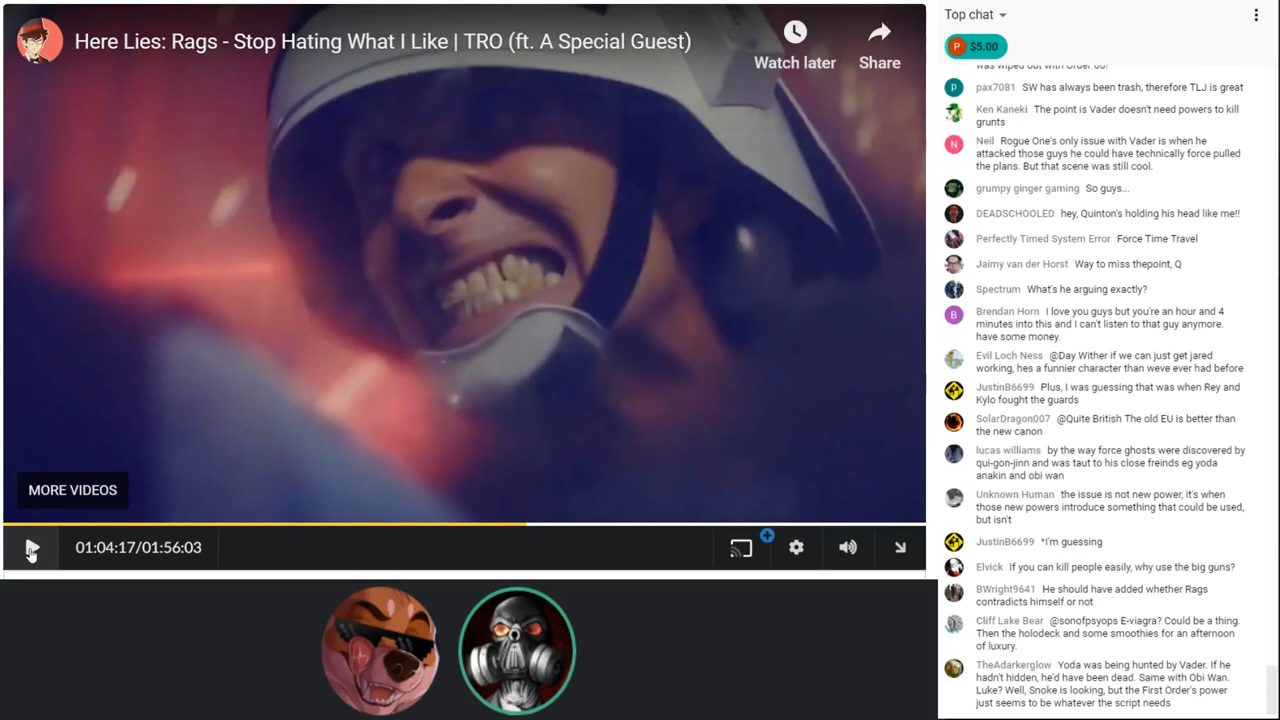 Here Lies: Rags - Stop Hating What I Like | TRO (ft. A Special Guest)
Watch later
Share
MORE VIDEOS
01:04:17/01:56:03
Top chat
P $5.00
was wiped out with Order 66!
P pax7081 SW has always been trash, therefore TLJ is great
Ken Kaneki The point is Vader doesn't need powers to kill
grunts
N Neil Rogue One's only issue with Vader is when he
attacked those guys he could have technically force pulled
the plans. But that scene was still cool.
grumpy ginger gaming So guys...
DEADSCHOOLED hey, Quinton's holding his head like me!!
Perfectly Timed System Error Force Time Travel
Jaimy van der Horst Way to miss thepoint, Q
Spectrum What's he arguing exactly?
B Brendan Horn I love you guys but you're an hour and 4
minutes into this and I can't listen to that guy anymore.
have some money.
Evil Loch Ness @Day Wither if we can just get jared
working, hes a funnier character than weve ever had before
JustinB6699 Plus, I was guessing that was when Rey and
Kylo fought the guards
SolarDragon007 @Quite British The old EU is better than
the new canon
lucas williams by the way force ghosts were discovered by
qui-gon-jinn and was taut to his close freinds eg yoda
anakin and obi wan
Unknown Human the issue is not new power, it's when
those new powers introduce something that could be used,
but isn't
JustinB6699 *I'm guessing
Elvick If you can kill people easily, why use the big guns?
BWright9641 He should have added whether Rags
contradicts himself or not
Cliff Lake Bear @sonofpsyops E-viagra? Could be a thing.
Then the holodeck and some smoothies for an afternoon
of luxury.
TheAdarkerglow Yoda was being hunted by Vader. If he
hadn't hidden, he'd have been dead. Same with Obi Wan.
Luke? Well, Snoke is looking, but the First Order's power
just seems to be whatever the script needs